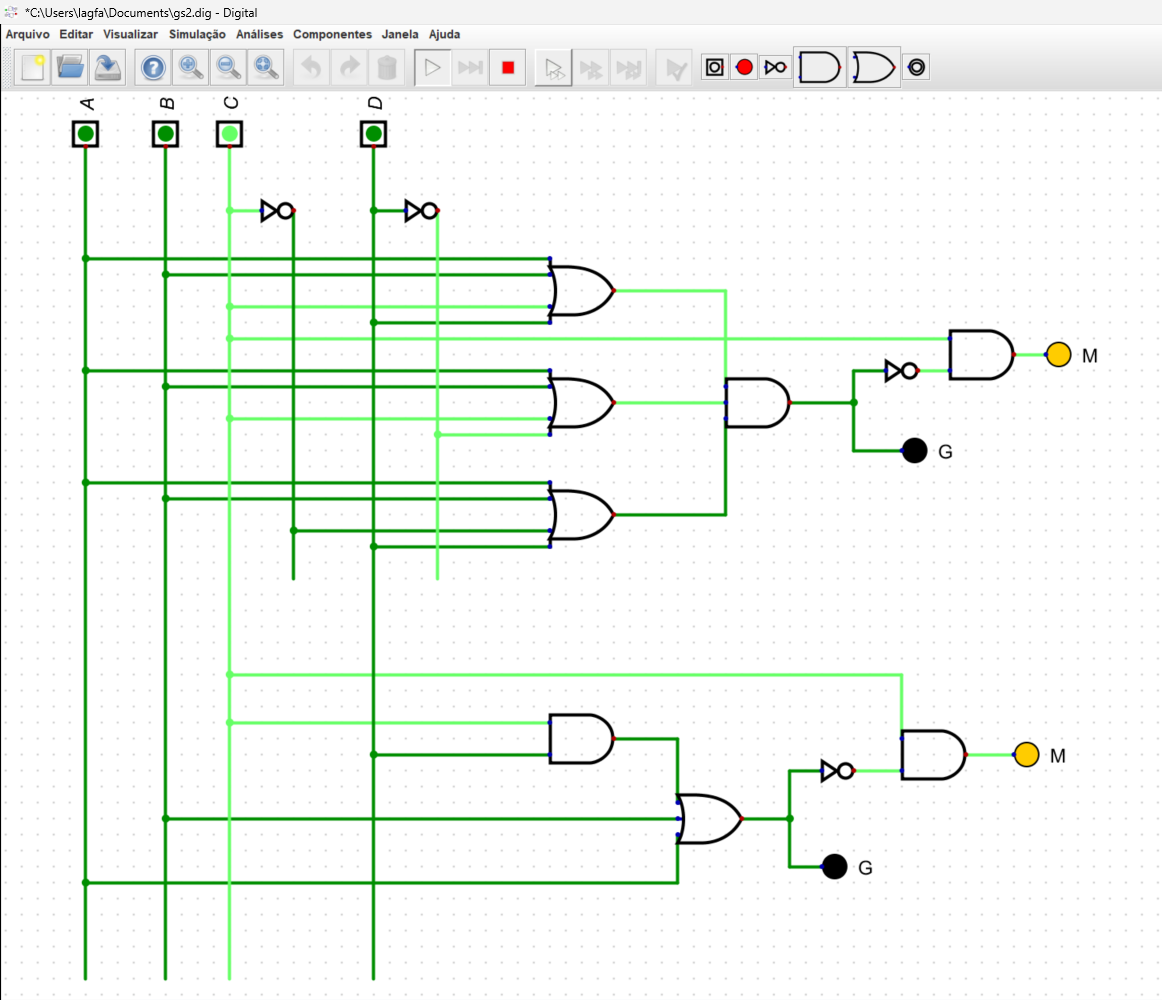 *C:\Users\lagfa\Documents\gs2.dig - Digital
Arquivo Editar Visualizar Simulação Análises Componentes Janela Ajuda
A B C D
M
G
M
G